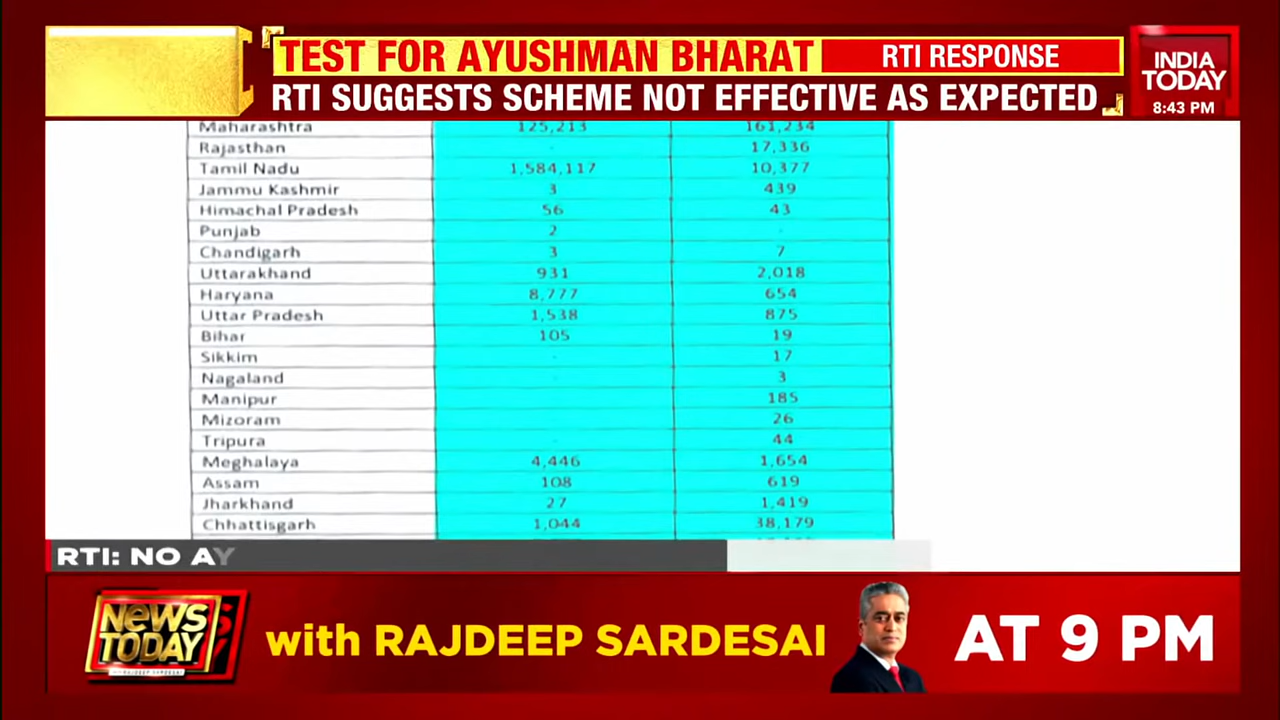 TEST FOR AYUSHMAN BHARAT RTI RESPONSE
RTI SUGGESTS SCHEME NOT EFFECTIVE AS EXPECTED
INDIA
TODAY
8:43 PM
Maharashtra 125,213 161,234
Rajasthan - 17,336
Tamil Nadu 1,584,117 10,377
Jammu Kashmir 3 439
Himachal Pradesh 56 43
Punjab 2 -
Chandigarh 3 7
Uttarakhand 931 2,018
Haryana 8,777 654
Uttar Pradesh 1,538 875
Bihar 105 19
Sikkim - 17
Nagaland - 3
Manipur 185
Mizoram 26
Tripura - 44
Meghalaya 4,446 1,654
Assam 108 619
Jharkhand 27 1,419
Chhattisgarh 1,044 38,179
RTI: NO AY
NEWS
TODAY
with RAJDEEP SARDESAI
AT 9 PM